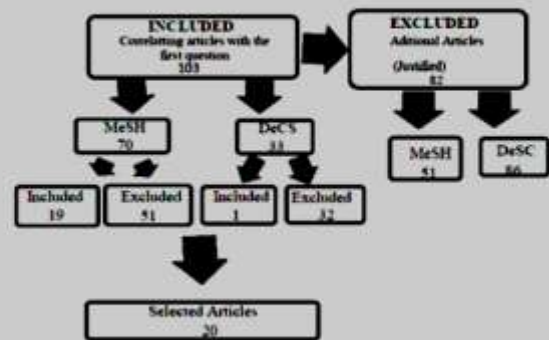 INCLUDED
Correlatting articles with the
first question
103
EXCLUDED
Aditional Articles
(Justified)
82
MeSH
70
DeCS
33
MeSH
51
DeSC
86
Included
19
Excluded
51
Included
1
Excluded
32
Selected Articles
20